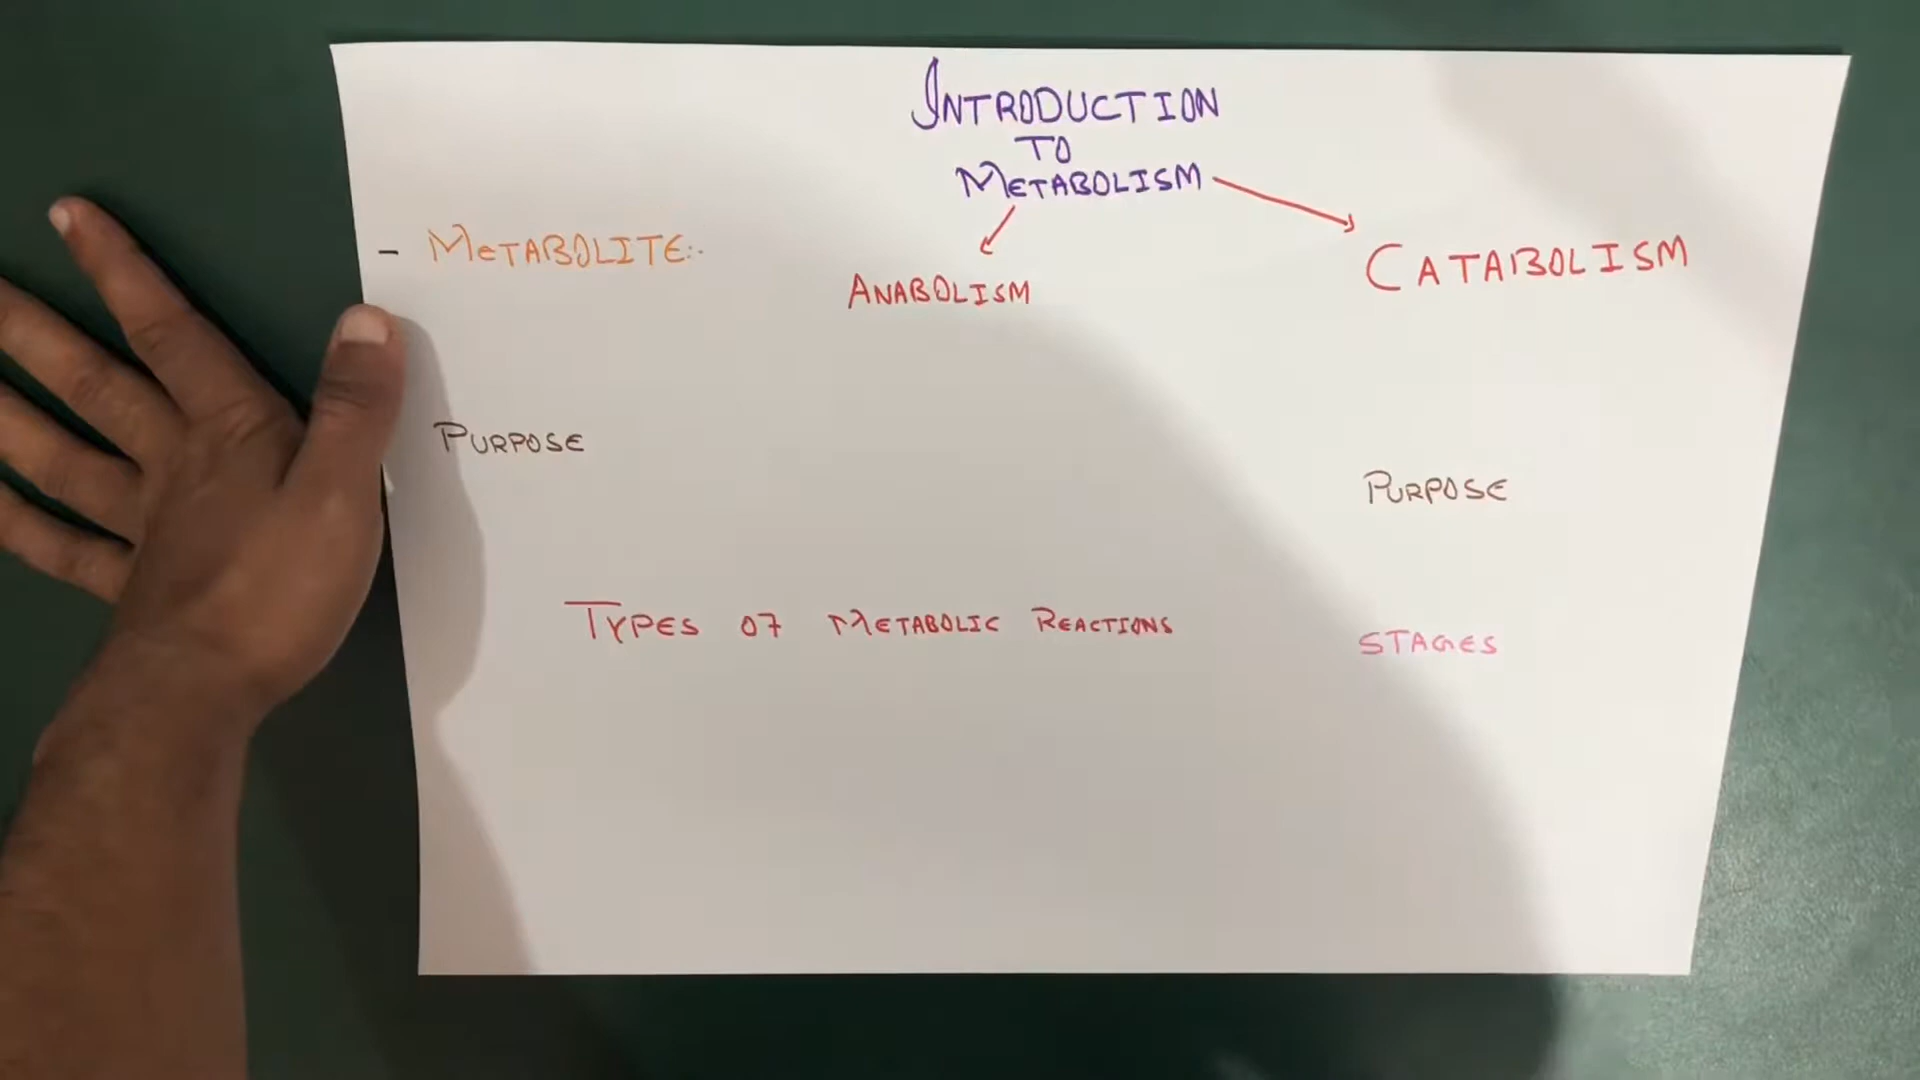 INTRODUCTION
TO
METABOLISM
- METABOLITE:-
ANABOLISM
CATABOLISM
PURPOSE
PURPOSE
TYPES OF METABOLIC REACTIONS
STAGES